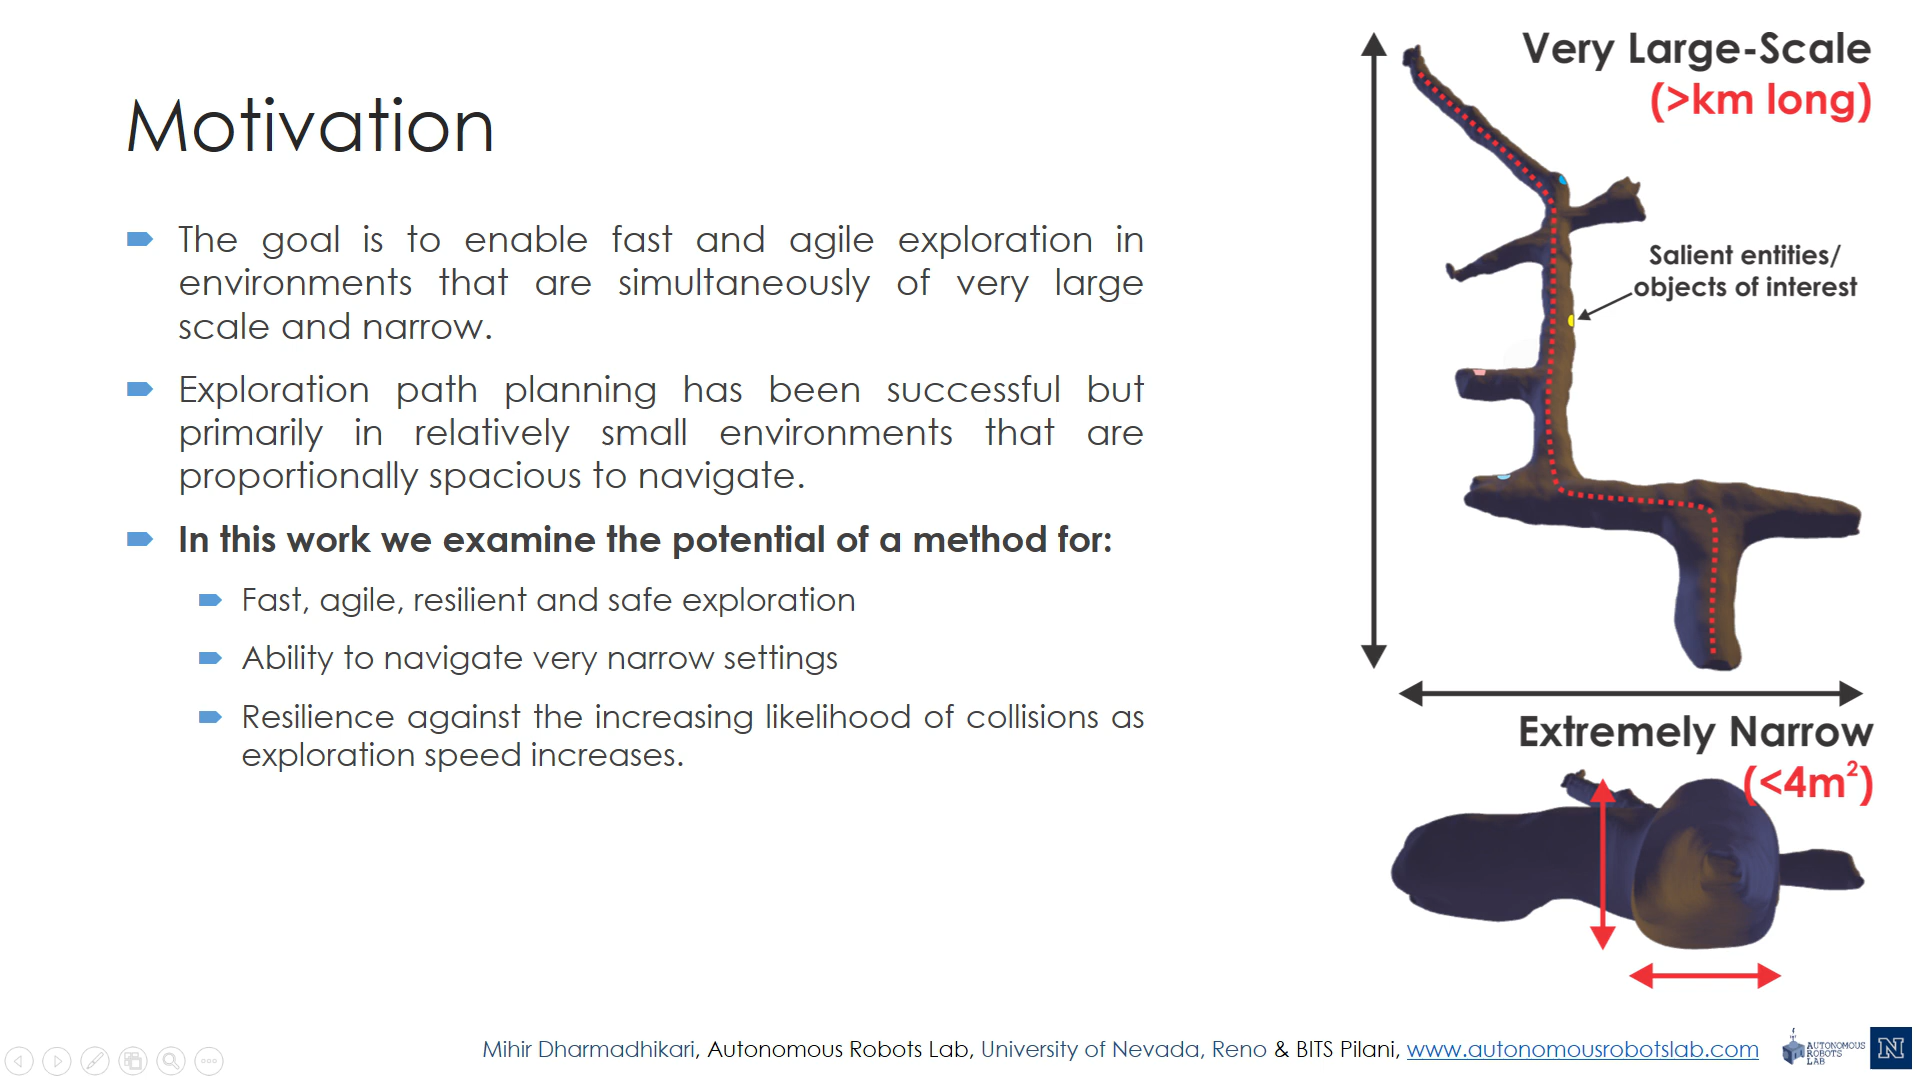 Motivation
The goal is to enable fast and agile exploration in
environments that are simultaneously of very large
scale and narrow.
Exploration path planning has been successful but
primarily in relatively small environments that are
proportionally spacious to navigate.
In this work we examine the potential of a method for:
Fast, agile, resilient and safe exploration
Ability to navigate very narrow settings
Resilience against the increasing likelihood of collisions as
exploration speed increases.
Very Large-Scale
(>km long)
Salient entities/
objects of interest
Extremely Narrow
(<4m²)
Mihir Dharmadhikari, Autonomous Robots Lab, University of Nevada, Reno & BITS Pilani, www.autonomousrobotslab.com
AUTONOMOUS
ROBOTS
LAB
N